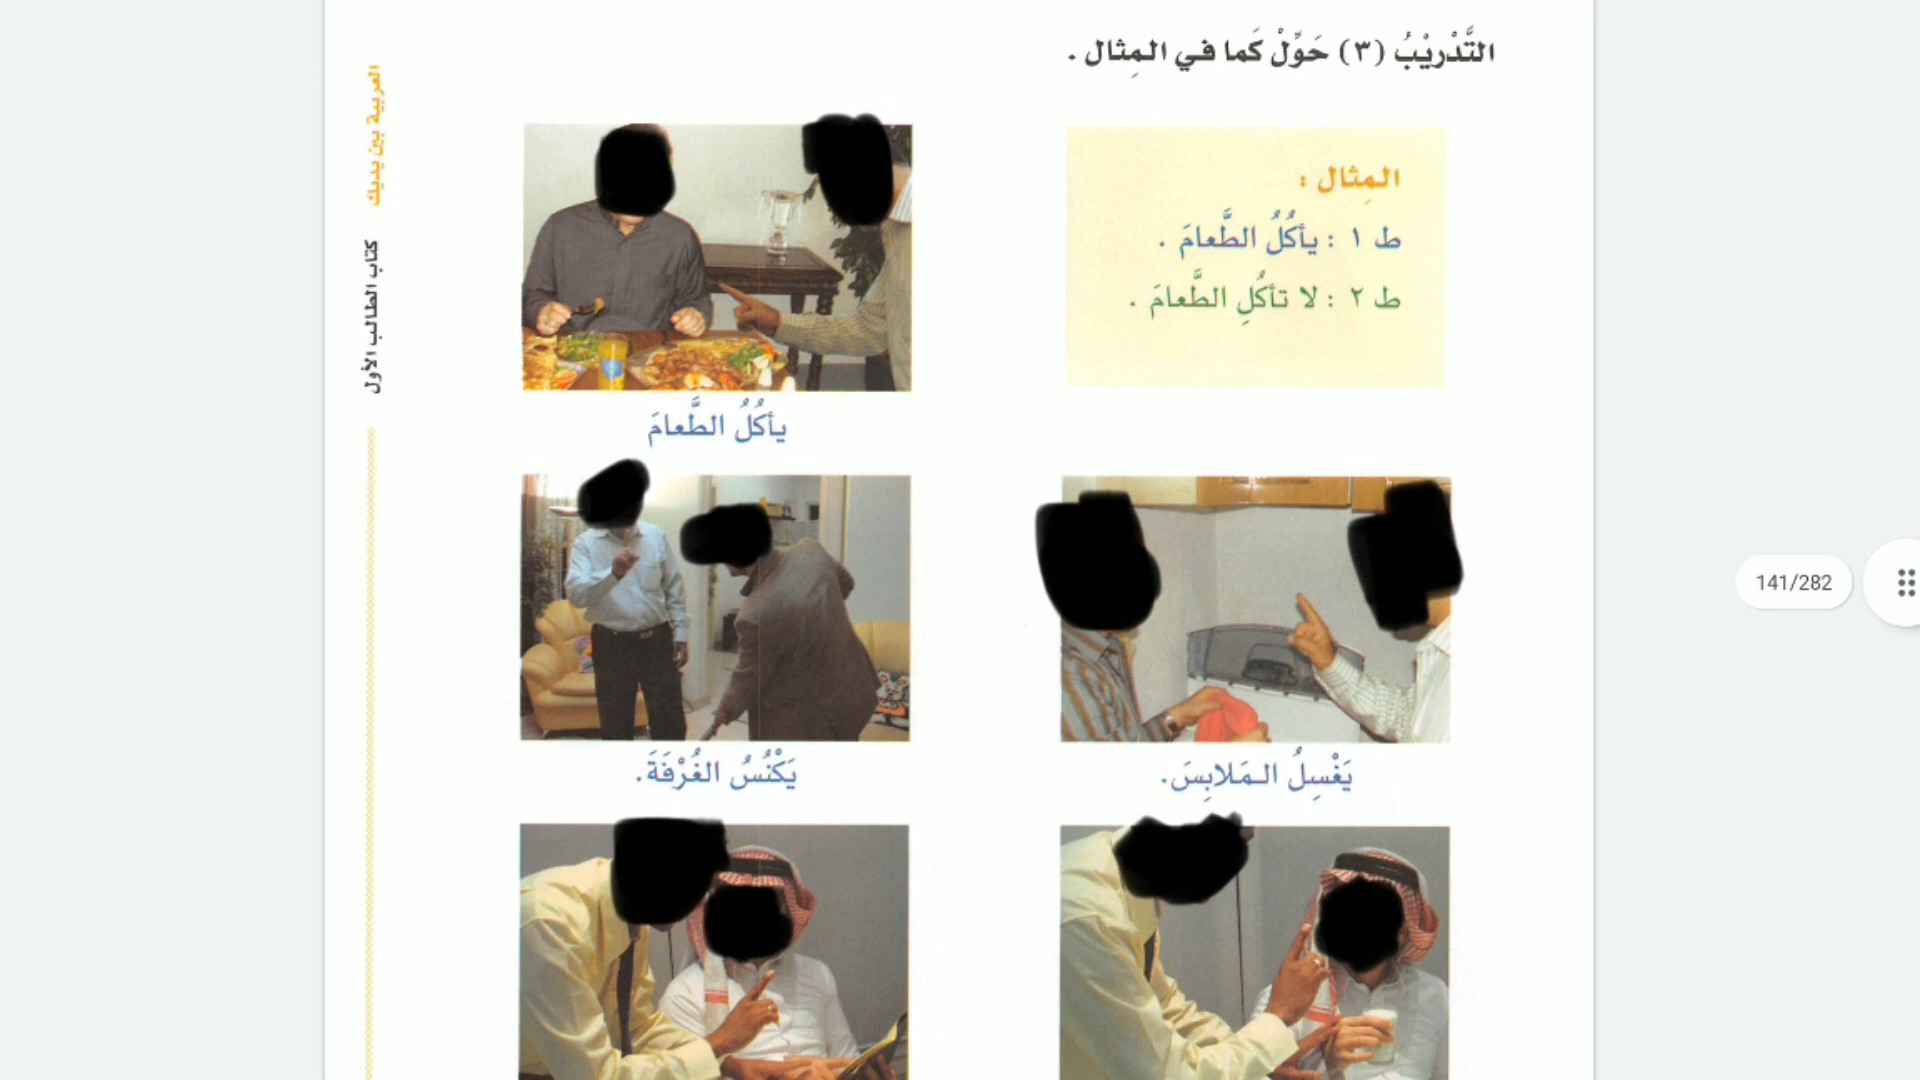 التَّدْرِيْبُ (٣) حَوِّلْ كَما في المِثال .
المِثال :
ط ١ : يأكُلُ الطَّعامَ .
ط ٢ : لا تأكُلِ الطَّعامَ .
يأكُلُ الطَّعامَ
يَغْسِلُ المَلابِسَ.
يَكْنُسُ الغُرْفَةَ.
العربية بين يديك
كتاب الطالب الأول
141/282